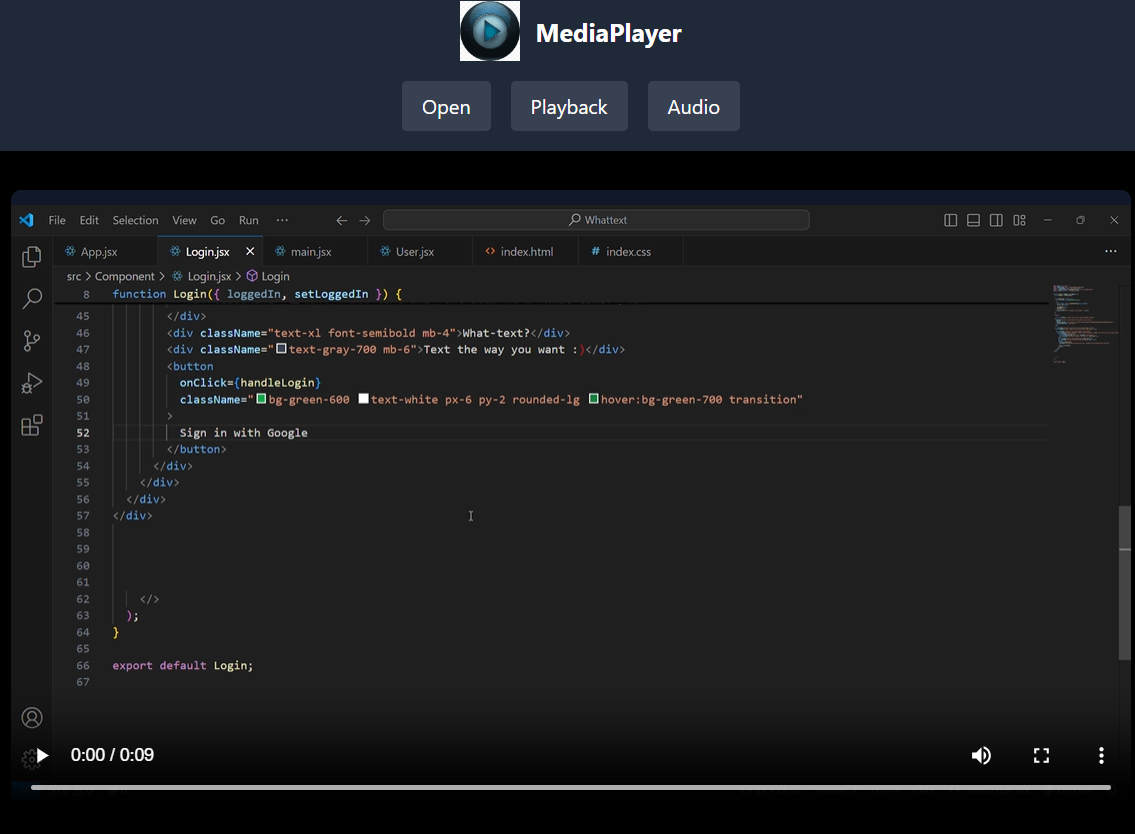 MediaPlayer
Open Playback Audio
File Edit Selection View Go Run ··· Whattext
App.jsx Login.jsx main.jsx User.jsx index.html # index.css ···
src > Component > Login.jsx > Login
8 function Login({ loggedIn, setLoggedIn }) {
45 </div>
46 <div className="text-xl font-semibold mb-4">What-text?</div>
47 <div className="text-gray-700 mb-6">Text the way you want :)</div>
48 <button
49 onClick={handleLogin}
50 className="bg-green-600 text-white px-6 py-2 rounded-lg hover:bg-green-700 transition"
51 >
52 Sign in with Google
53 </button>
54 </div>
55 </div>
56 </div>
57 </div>
58
59
60
61
62 </>
63 );
64 }
65
66 export default Login;
67
0:00 / 0:09